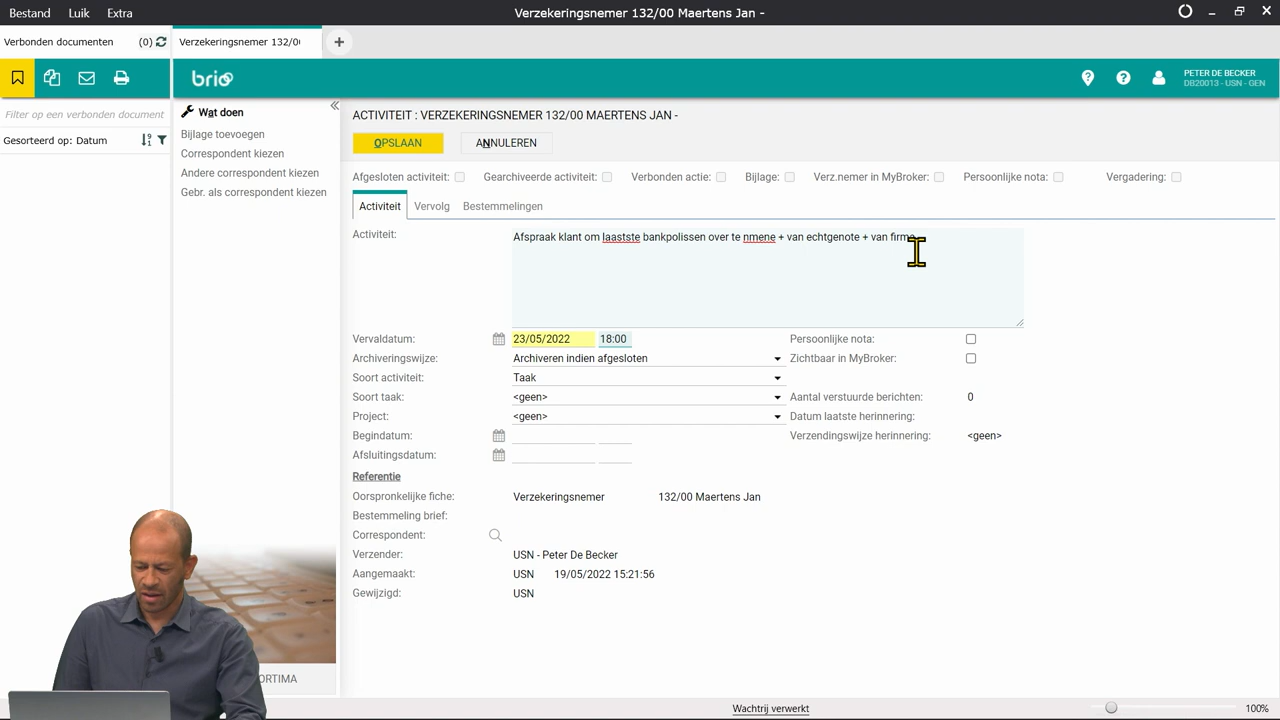 Bestand Luik Extra
Verzekeringsnemer 132/00 Maertens Jan -
Verbonden documenten (0)
Verzekeringsnemer 132/0
brio
PETER DE BECKER
DB20013 - USN - GEN
Filter op een verbonden document
Gesorteerd op: Datum
Wat doen
Bijlage toevoegen
Correspondent kiezen
Andere correspondent kiezen
Gebr. als correspondent kiezen
ACTIVITEIT : VERZEKERINGSNEMER 132/00 MAERTENS JAN -
OPSLAAN ANNULEREN
Afgesloten activiteit: Gearchiveerde activiteit: Verbonden actie: Bijlage: Verz.nemer in MyBroker: Persoonlijke nota: Vergadering:
Activiteit Vervolg Bestemmelingen
Activiteit: Afspraak klant om laastste bankpolissen over te nmene + van echtgenote + van firma
Vervaldatum: 23/05/2022 18:00 Persoonlijke nota:
Archiveringswijze: Archiveren indien afgesloten Zichtbaar in MyBroker:
Soort activiteit: Taak
Soort taak: <geen> Aantal verstuurde berichten: 0
Project: <geen> Datum laatste herinnering:
Begindatum: Verzendingswijze herinnering: <geen>
Afsluitingsdatum:
Referentie
Oorspronkelijke fiche: Verzekeringsnemer 132/00 Maertens Jan
Bestemmeling brief:
Correspondent:
Verzender: USN - Peter De Becker
Aangemaakt: USN 19/05/2022 15:21:56
Gewijzigd: USN
ORTIMA
Wachtrij verwerkt 100%